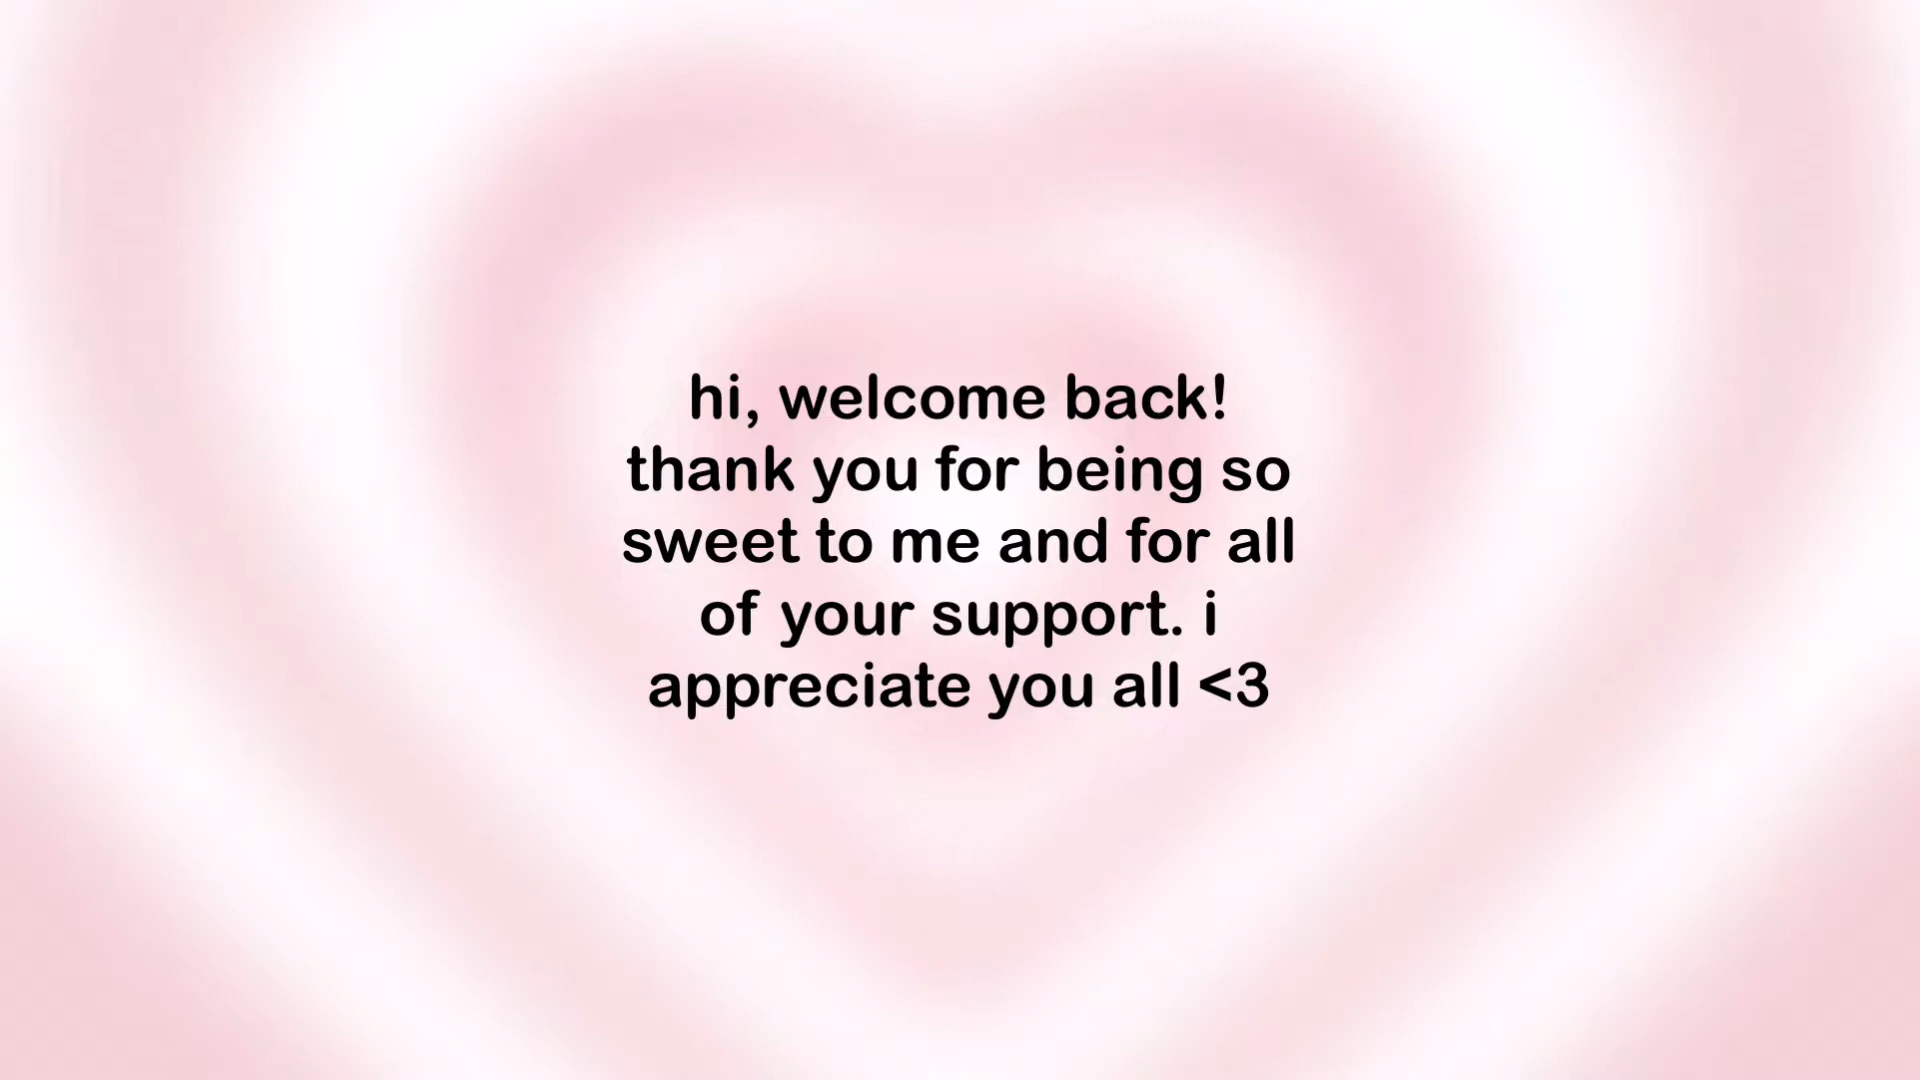 hi, welcome back!
thank you for being so
sweet to me and for all
of your support. i
appreciate you all <3